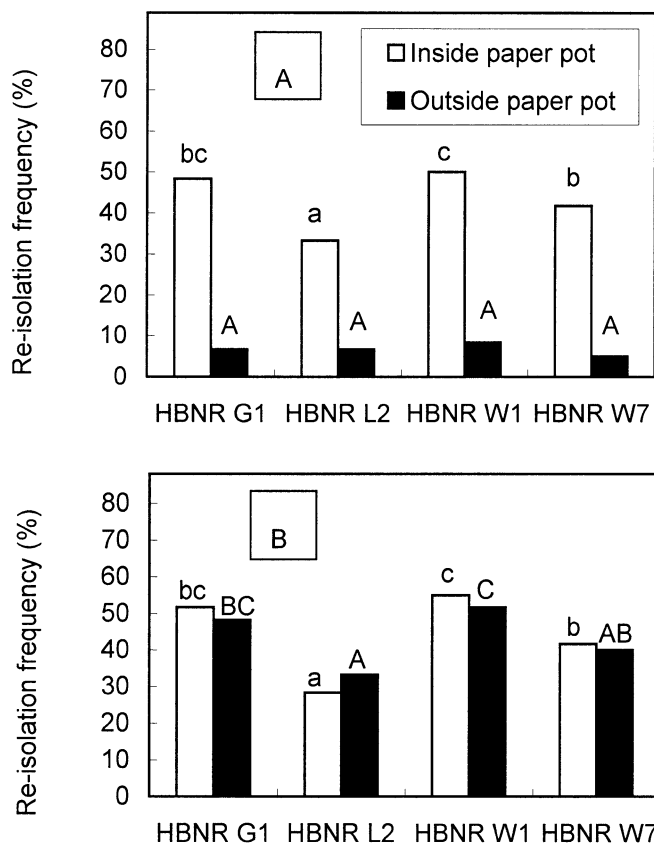 Re-isolation frequency (%)
80
70
60
50
40
30
20
10
0
A
Inside paper pot
Outside paper pot
bc
A
a
A
c
A
b
A
HBNR G1 HBNR L2 HBNR W1 HBNR W7
Re-isolation frequency (%)
80
70
60
50
40
30
20
10
0
B
bc
BC
a
A
c
C
b
AB
HBNR G1 HBNR L2 HBNR W1 HBNR W7